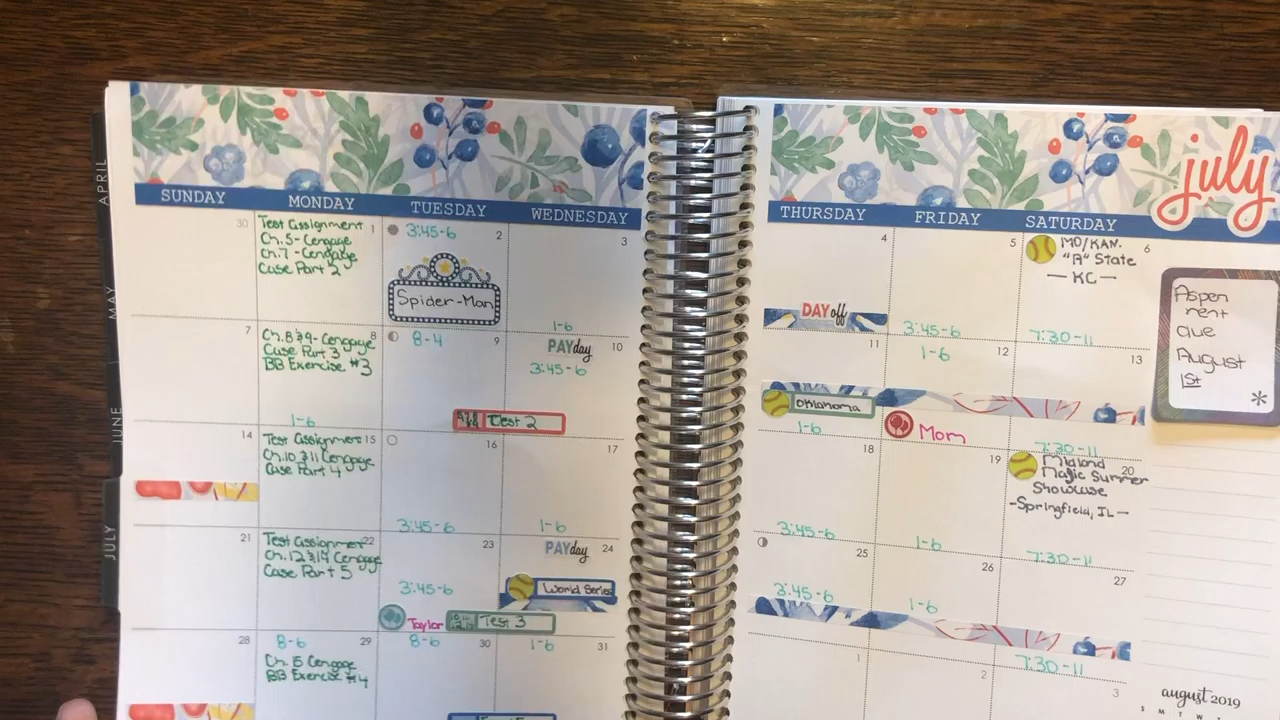 july
SUNDAY MONDAY TUESDAY WEDNESDAY THURSDAY FRIDAY SATURDAY
APRIL
MAY
JUNE
JULY
30
1
Test Assignment
Ch.5-Cengage
Ch.7-Cengage
Case Part 2
2
3:45-6
Spider-Man
3
1-6
4
DAY off
5
3:45-6
6
MO/KAN.
"A" State
- KC -
7:30-11
7
8
Ch.8&9-Cengage
Case Part 3
BB Exercise #3
1-6
9
8-4
Test 2
10
PAYday
3:45-6
11
Oklahoma
1-6
12
1-6
Mom
13
7:30-11
14
15
Test Assignment
Ch.10&11 Cengage
Case Part 4
16
3:45-6
17
1-6
18
3:45-6
19
1-6
20
Midland
Magic Summer
Showcase
-Springfield, IL-
7:30-11
21
22
Test Assignment
Ch.12&14 Cengage
Case Part 5
23
3:45-6
Taylor
Test 3
24
PAYday
World Series
25
3:45-6
26
1-6
27
28
29
8-6
Ch.15 Cengage
BB Exercise #4
30
8-6
31
1-6
1
2
3
7:30-11
Aspen
rent
due
August
1st
*
august 2019
S M T W